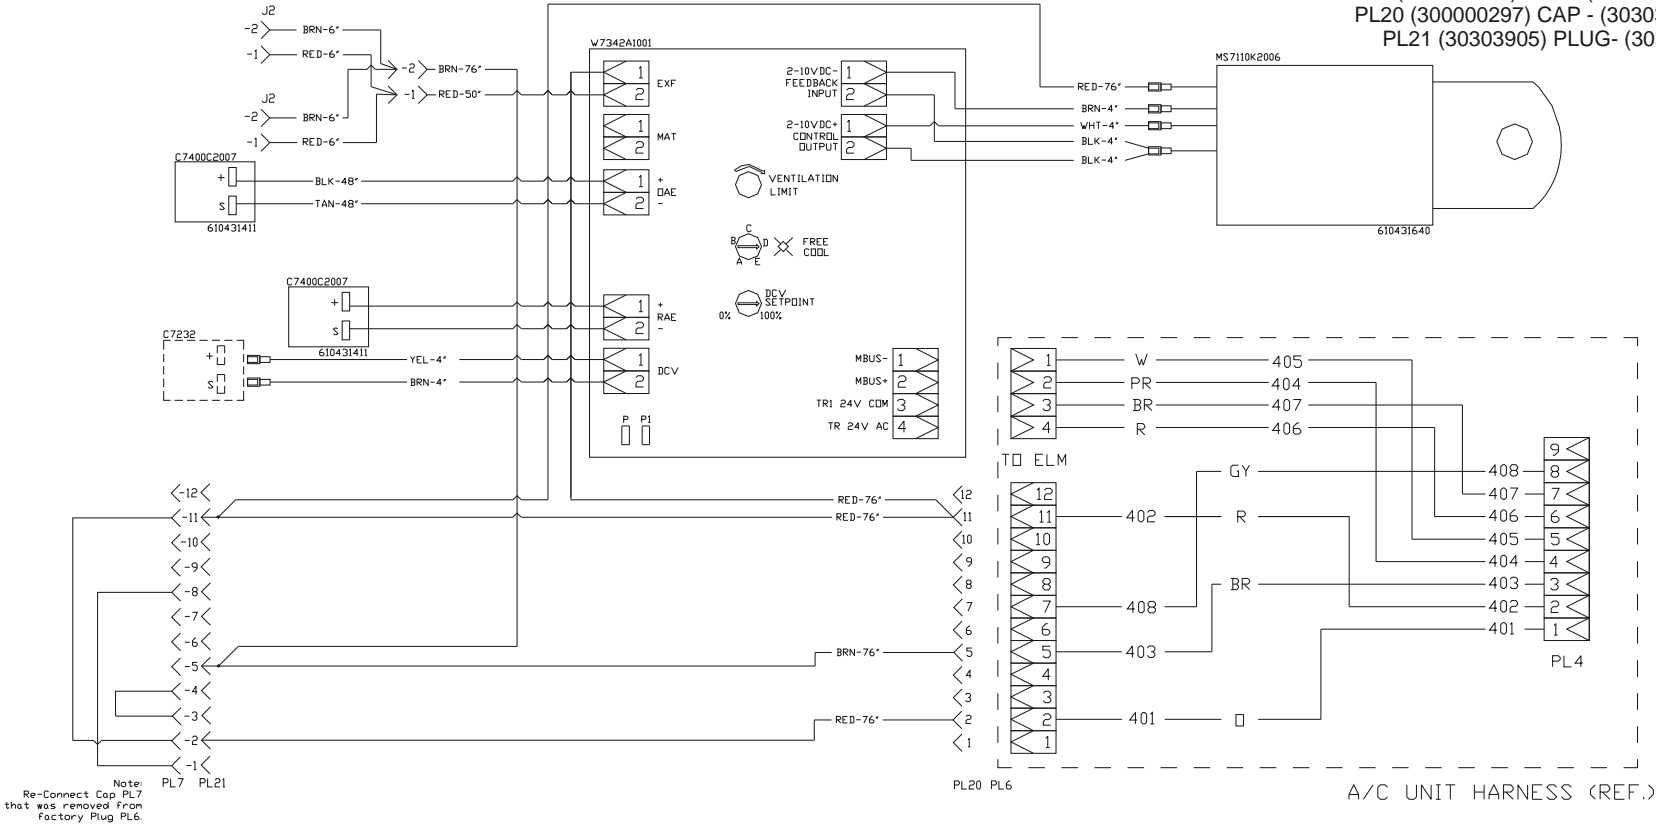 PL20 (300000297) CAP - (3030
PL21 (30303905) PLUG- (30
J2
-2 BRN-6"
-1 RED-6"
-2 BRN-76"
-1 RED-50"
J2
-2 BRN-6"
-1 RED-6"
C7400C2007
+
S
610431411
BLK-48"
TAN-48"
C7400C2007
+
S
610431411
C7232
+
S
YEL-4"
BRN-4"
W7342A1001
1
2
EXF
1
2
MAT
1 +
OAE
2 -
1 +
RAE
2 -
1
2
DCV
P P1
2-10VDC- 1
FEEDBACK
INPUT 2
2-10VDC+ 1
CONTROL
OUTPUT 2
VENTILATION
LIMIT
C
B D
A E
FREE
COOL
DCV
SETPOINT
0% 100%
MBUS- 1
MBUS+ 2
TR1 24V COM 3
TR 24V AC 4
RED-76"
BRN-4"
WHT-4"
BLK-4"
BLK-4"
MS7110K2006
610431640
-12
-11
-10
-9
-8
-7
-6
-5
-4
-3
-2
-1
PL7 PL21
Note:
Re-Connect Cap PL7
that was removed from
factory Plug PL6.
RED-76"
RED-76"
BRN-76"
RED-76"
12
11
10
9
8
7
6
5
4
3
2
1
PL20 PL6
1 W 405
2 PR 404
3 BR 407
4 R 406
TO ELM
12
11 402 R
10
9
8
7 408 GY
6
5 403 BR
4
3
2 401 O
1
9
408 8
407 7
406 6
405 5
404 4
403 3
402 2
401 1
PL4
A/C UNIT HARNESS (REF.)